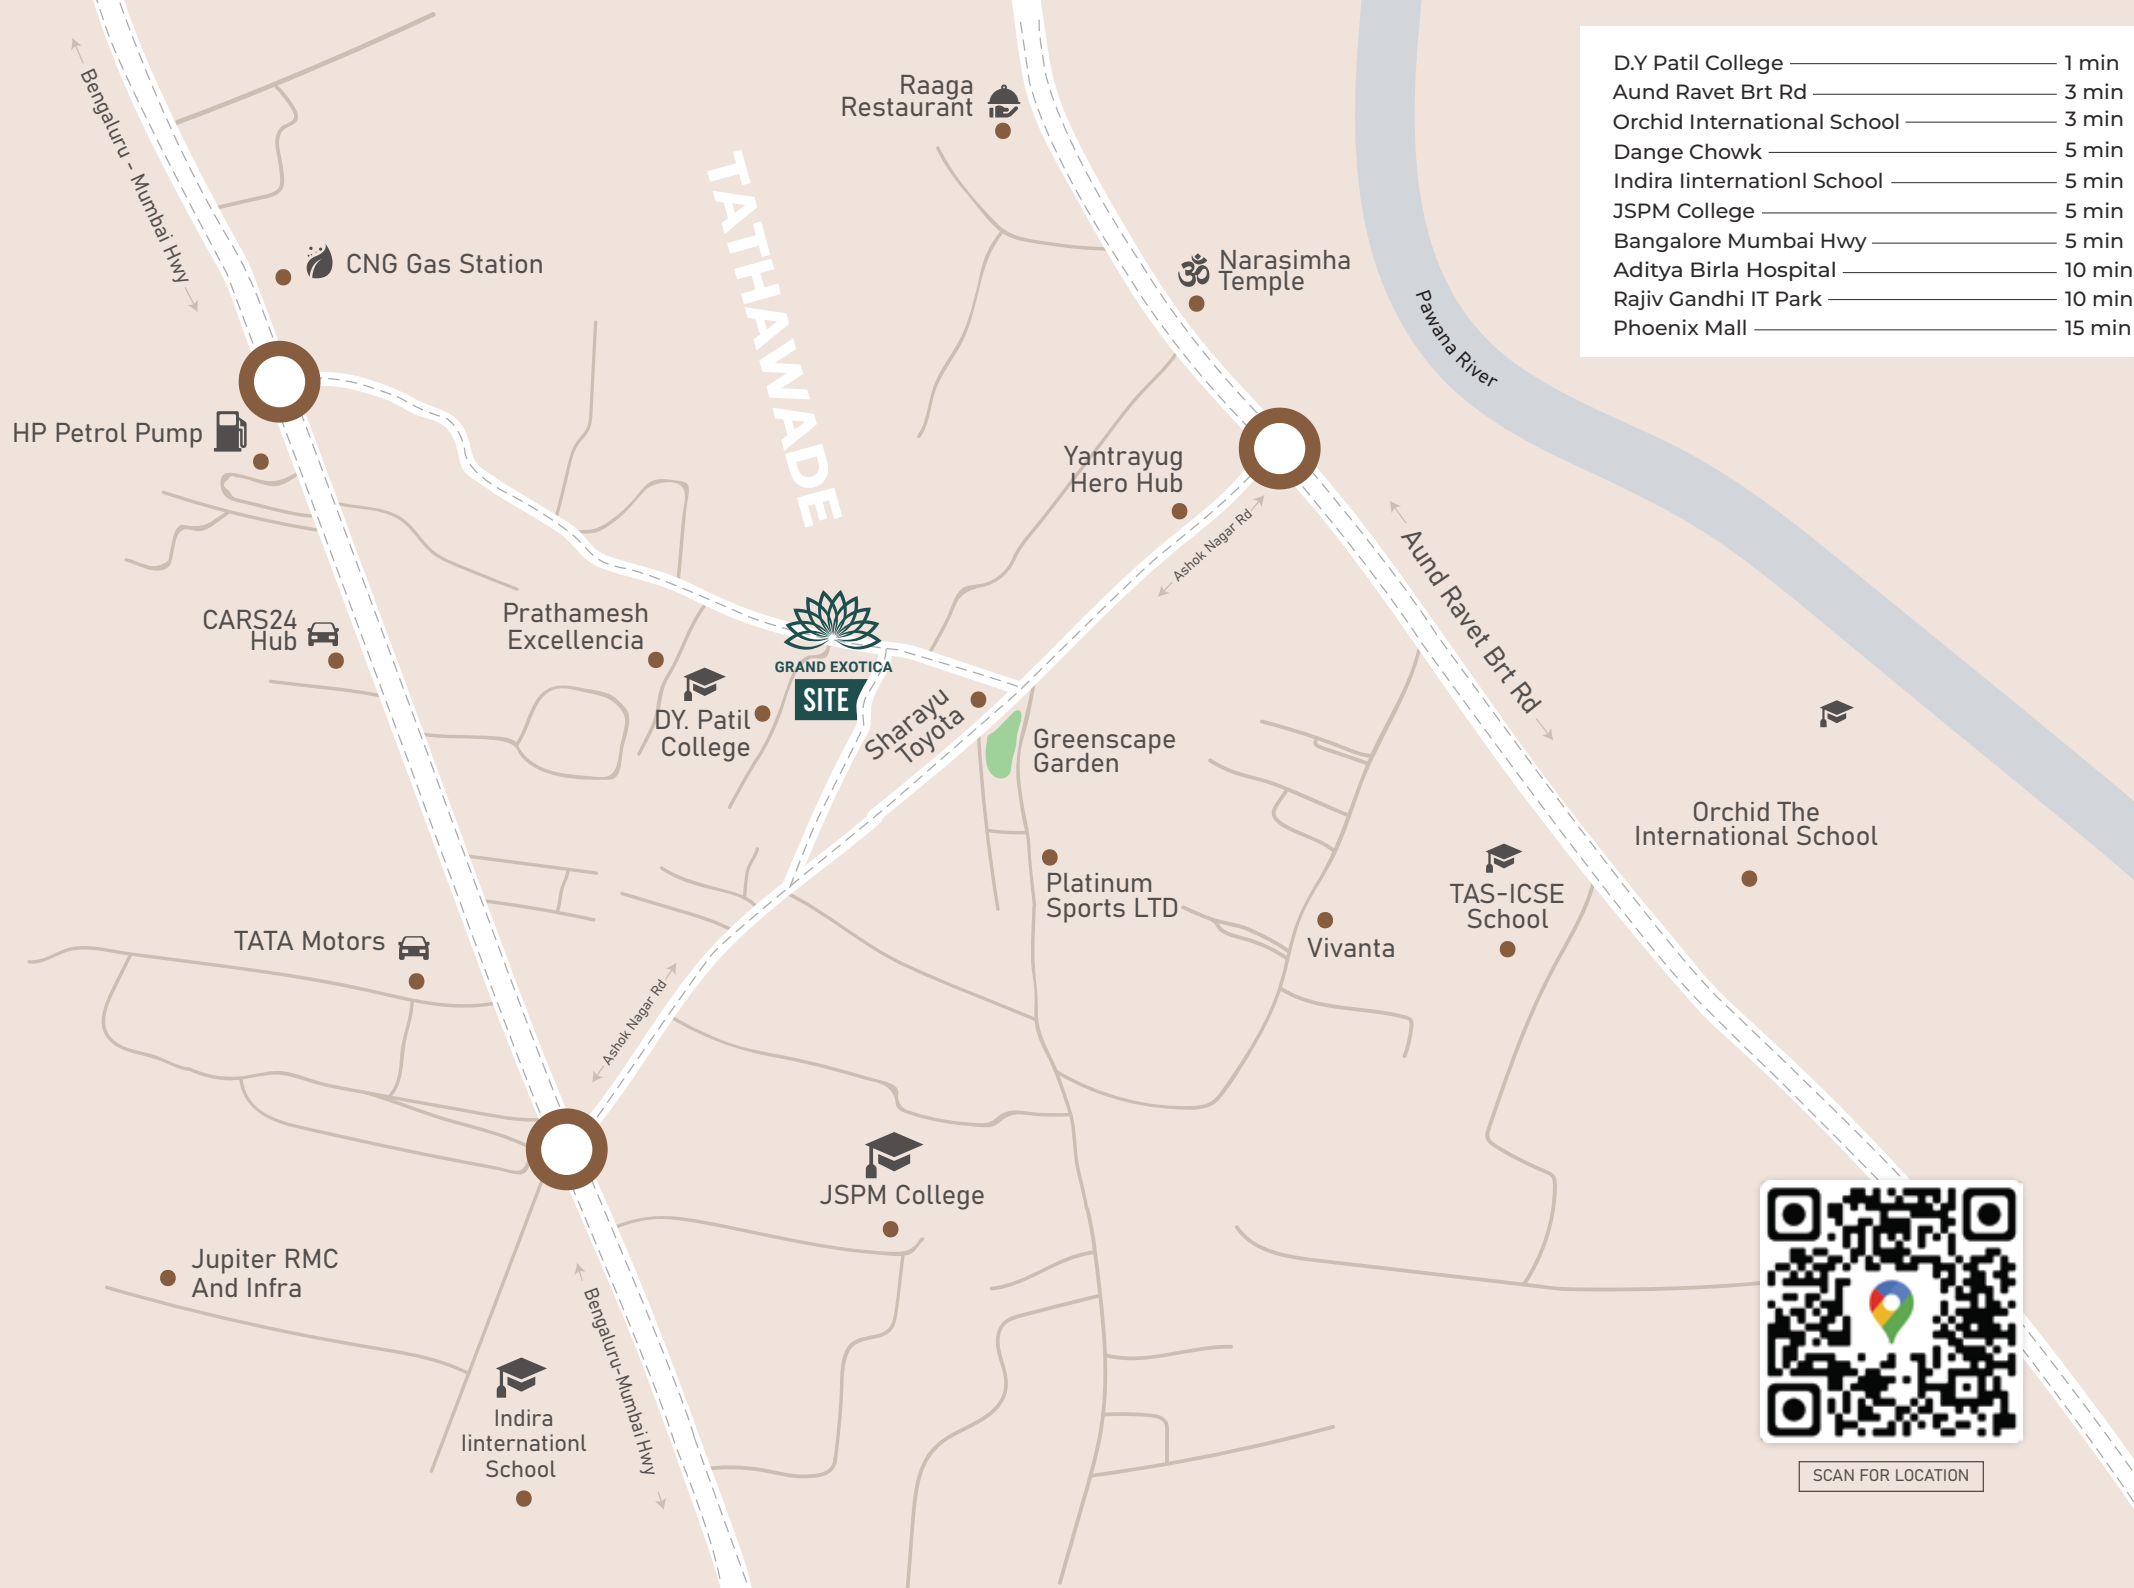 D.Y Patil College 1 min
Aund Ravet Brt Rd 3 min
Orchid International School 3 min
Dange Chowk 5 min
Indira Iinternationl School 5 min
JSPM College 5 min
Bangalore Mumbai Hwy 5 min
Aditya Birla Hospital 10 min
Rajiv Gandhi IT Park 10 min
Phoenix Mall 15 min
Bengaluru - Mumbai Hwy
Raaga
Restaurant
TATHAWADE
CNG Gas Station
Narasimha
Temple
Pawana River
HP Petrol Pump
Yantrayug
Hero Hub
Ashok Nagar Rd
Aund Ravet Brt Rd
CARS24
Hub
Prathamesh
Excellencia
GRAND EXOTICA
SITE
DY. Patil
College
Sharayu
Toyota
Greenscape
Garden
Orchid The
International School
Platinum
Sports LTD
TAS-ICSE
School
Vivanta
TATA Motors
Ashok Nagar Rd
JSPM College
Jupiter RMC
And Infra
Bengaluru-Mumbai Hwy
Indira
Iinternationl
School
SCAN FOR LOCATION